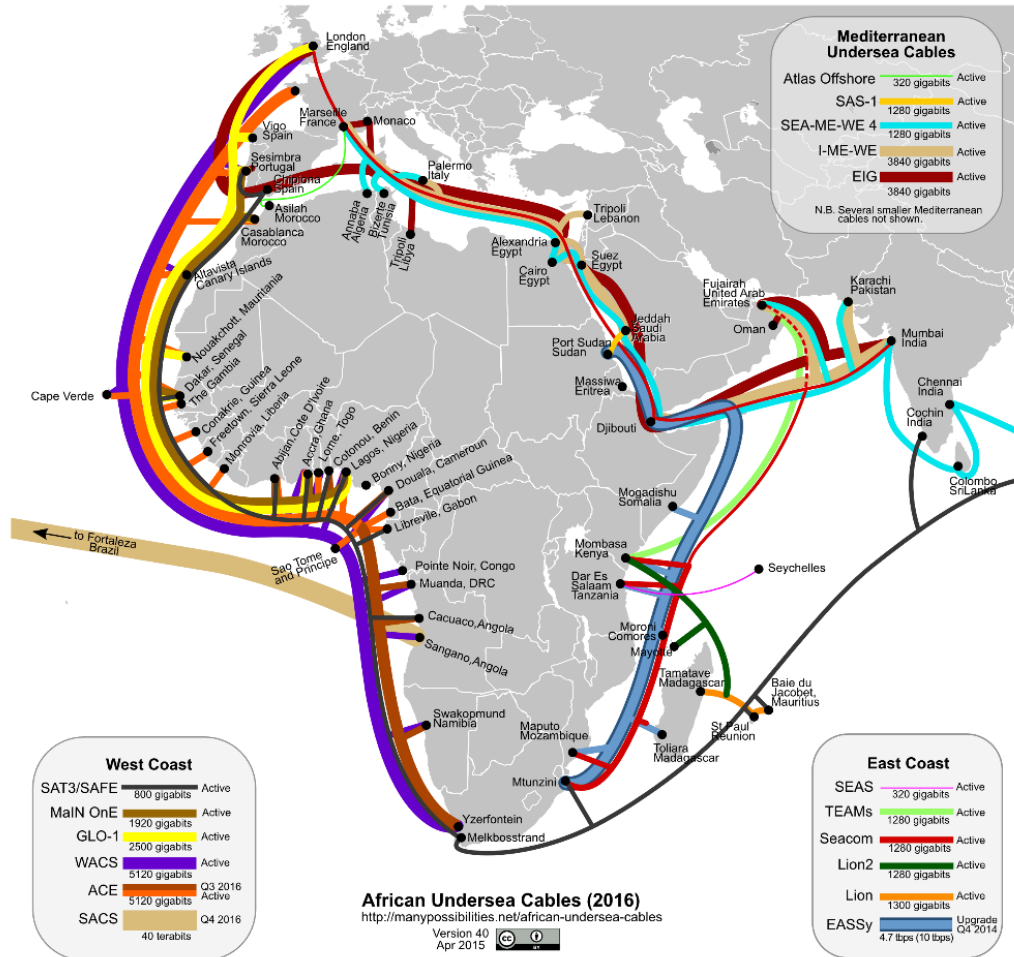 London
England
Marseille
France
Monaco
Vigo
Spain
Sesimbra
Portugal
Chipiona
Spain
Asilah
Morocco
Casablanca
Morocco
Annaba
Algeria
Bizerte
Tunisia
Palermo
Italy
Tripoli
Libya
Tripoli
Lebanon
Alexandria
Egypt
Cairo
Egypt
Suez
Egypt
Altavista
Canary Islands
Jeddah
Saudi
Arabia
Port Sudan
Sudan
Massiwa
Eritrea
Djibouti
Fujairah
United Arab
Emirates
Oman
Karachi
Pakistan
Mumbai
India
Chennai
India
Cochin
India
Colombo
SriLanka
Nouakchott, Mauritania
Dakar, Senegal
The Gambia
Cape Verde
Conakrie, Guinea
Freetown, Sierra Leone
Monrovia, Liberia
Abijan,Cote D'Ivoire
Accra,Ghana
Lome, Togo
Cotonou, Benin
Lagos, Nigeria
Bonny, Nigeria
Douala, Cameroun
Bata, Equatorial Guinea
Libreville, Gabon
Sao Tome
and Principe
to Fortaleza
Brazil
Pointe Noir, Congo
Muanda, DRC
Cacuaco,Angola
Sangano,Angola
Swakopmund
Namibia
Yzerfontein
Melkbosstrand
Mogadishu
Somalia
Mombasa
Kenya
Dar Es
Salaam
Tanzania
Seychelles
Moroni
Comores
Mayotte
Tamatave
Madagascar
Baie du
Jacobet,
Mauritius
St Paul
Reunion
Toliara
Madagascar
Maputo
Mozambique
Mtunzini
Mediterranean
Undersea Cables
Atlas Offshore 320 gigabits Active
SAS-1 1280 gigabits Active
SEA-ME-WE 4 1280 gigabits Active
I-ME-WE 3840 gigabits Active
EIG 3840 gigabits Active
N.B. Several smaller Mediterranean
cables not shown.
West Coast
SAT3/SAFE 800 gigabits Active
MaIN OnE 1920 gigabits Active
GLO-1 2500 gigabits Active
WACS 5120 gigabits Active
ACE 5120 gigabits Q3 2016 Active
SACS 40 terabits Q4 2016
East Coast
SEAS 320 gigabits Active
TEAMs 1280 gigabits Active
Seacom 1280 gigabits Active
Lion2 1280 gigabits Active
Lion 1300 gigabits Active
EASSy 4.7 tbps (10 tbps) Upgrade Q4 2014
African Undersea Cables (2016)
http://manypossibilities.net/african-undersea-cables
Version 40
Apr 2015
cc
BY